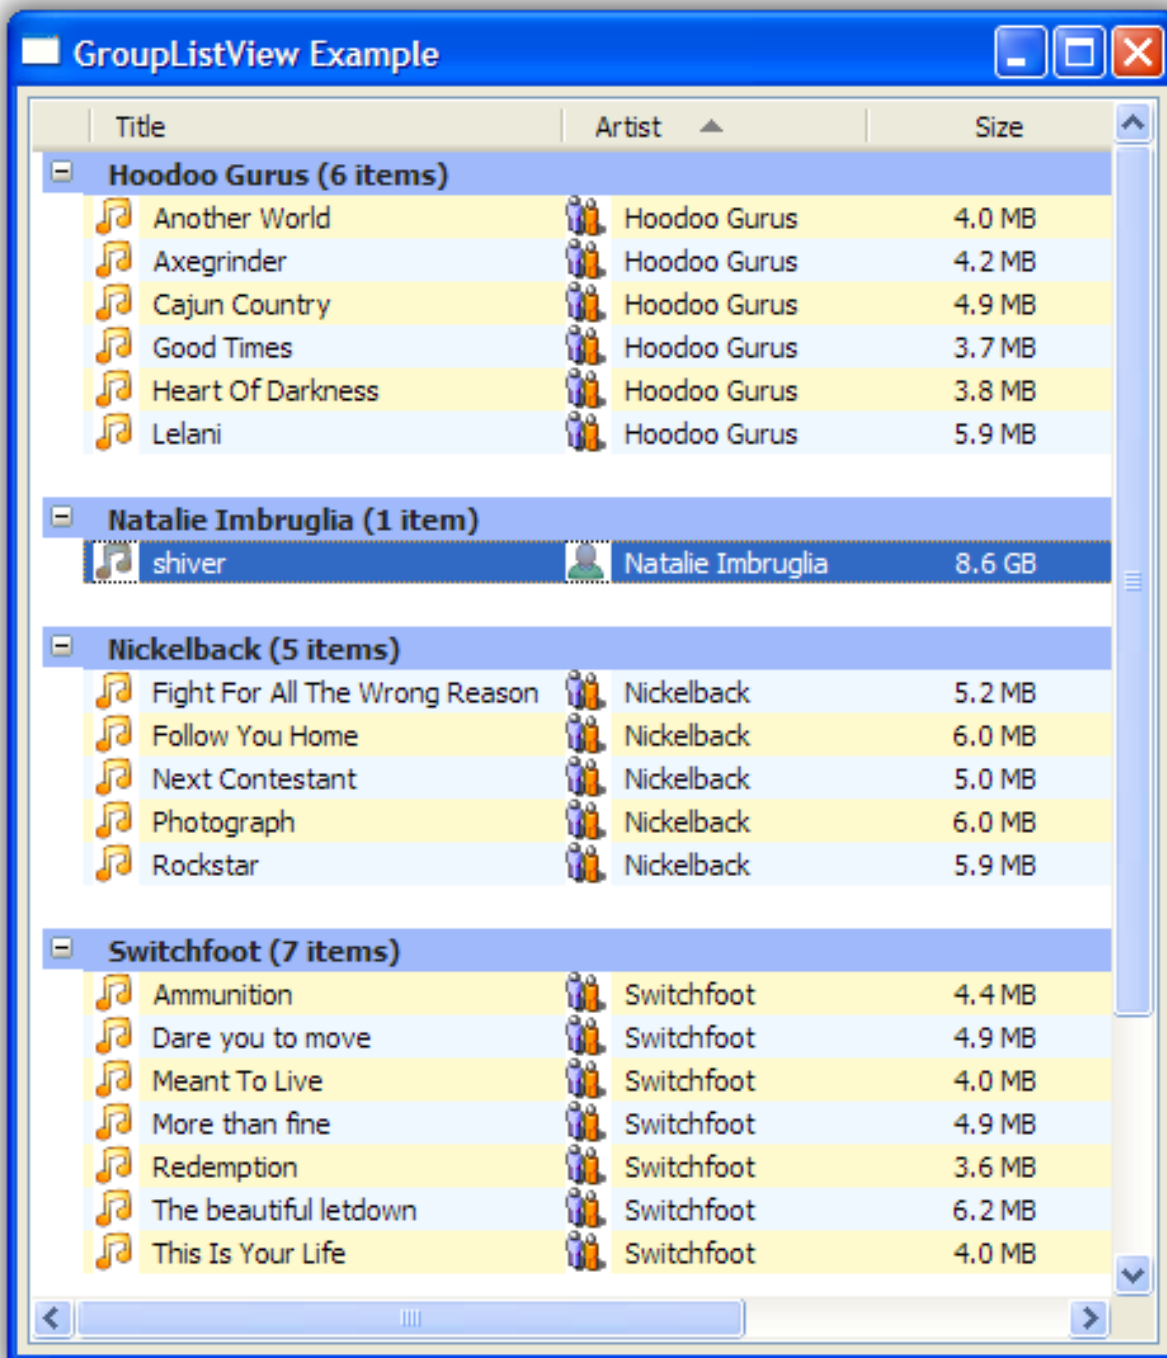 GroupListView Example
Title Artist Size
Hoodoo Gurus (6 items)
Another World Hoodoo Gurus 4.0 MB
Axegrinder Hoodoo Gurus 4.2 MB
Cajun Country Hoodoo Gurus 4.9 MB
Good Times Hoodoo Gurus 3.7 MB
Heart Of Darkness Hoodoo Gurus 3.8 MB
Lelani Hoodoo Gurus 5.9 MB
Natalie Imbruglia (1 item)
shiver Natalie Imbruglia 8.6 GB
Nickelback (5 items)
Fight For All The Wrong Reason Nickelback 5.2 MB
Follow You Home Nickelback 6.0 MB
Next Contestant Nickelback 5.0 MB
Photograph Nickelback 6.0 MB
Rockstar Nickelback 5.9 MB
Switchfoot (7 items)
Ammunition Switchfoot 4.4 MB
Dare you to move Switchfoot 4.9 MB
Meant To Live Switchfoot 4.0 MB
More than fine Switchfoot 4.9 MB
Redemption Switchfoot 3.6 MB
The beautiful letdown Switchfoot 6.2 MB
This Is Your Life Switchfoot 4.0 MB